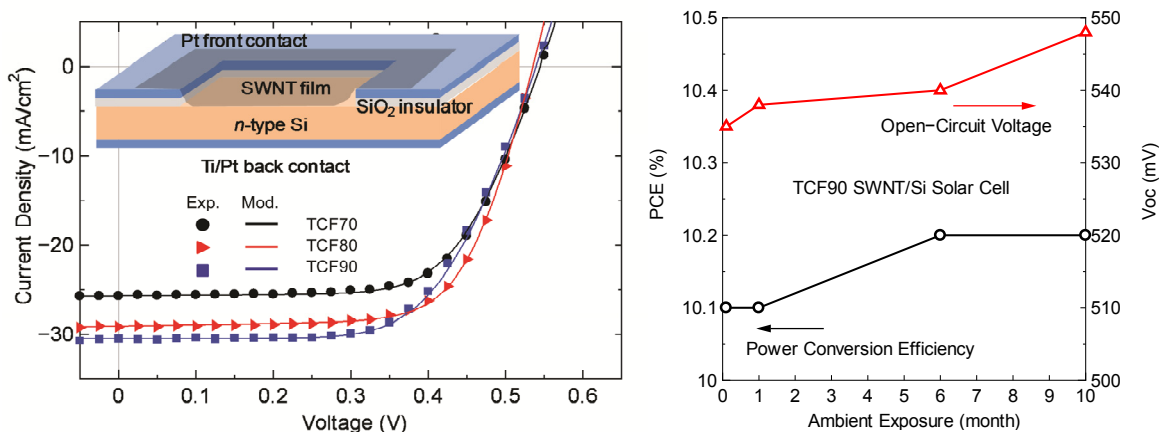 Pt front contact
SWNT film
SiO₂ insulator
n-type Si
Ti/Pt back contact
Exp. Mod.
TCF70
TCF80
TCF90
Current Density (mA/cm²)
0
−10
−20
−30
0 0.1 0.2 0.3 0.4 0.5 0.6
Voltage (V)
PCE (%)
10.5
10.4
10.3
10.2
10.1
10
Open−Circuit Voltage
TCF90 SWNT/Si Solar Cell
Power Conversion Efficiency
550
540
530
520
510
500
Voc (mV)
0 1 2 3 4 5 6 7 8 9 10
Ambient Exposure (month)